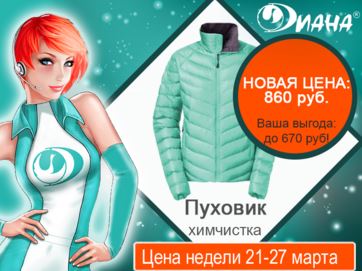 Диана®
НОВАЯ ЦЕНА:
860 руб.
Ваша выгода:
до 670 руб!
Пуховик
химчистка
Цена недели 21-27 марта